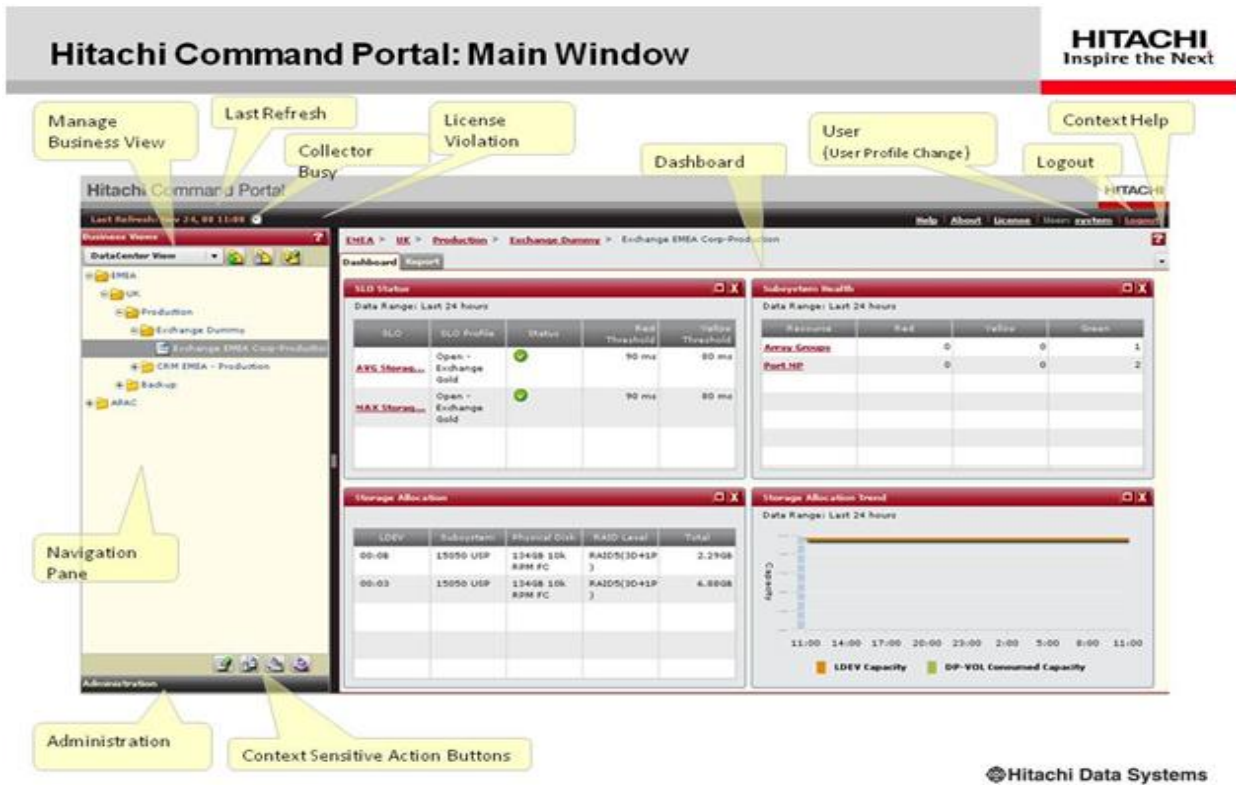 Hitachi Command Portal: Main Window
HITACHI
Inspire the Next
Manage
Business View
Last Refresh
Collector
Busy
License
Violation
Dashboard
User
(User Profile Change)
Logout
Context Help
Hitachi Command Portal
HITACHI
Last Refresh: Nov 24, 08 11:08
Help About License User: system Logout
Business Views ?
DataCenter View
EMEA
UK
Production
Exchange Dummy
Exchange EMEA Corp-Production
CRM EMEA - Production
Backup
APAC
EMEA > UK > Production > Exchange Dummy > Exchange EMEA Corp-Production ?
Dashboard Report
SLO Status X
Data Range: Last 24 hours
SLO SLO Profile Status Red Threshold Yellow Threshold
AVG Storag... Open - Exchange Gold 90 ms 80 ms
MAX Storag... Open - Exchange Gold 90 ms 80 ms
Subsystem Health X
Data Range: Last 24 hours
Resource Red Yellow Green
Array Groups 0 0 1
Port HP 0 0 2
Storage Allocation X
LDEV Subsystem Physical Disk RAID Level Total
00:08 15050 USP 134GB 10k RPM FC RAID5(3D+1P) 2.29GB
00:03 15050 USP 134GB 10k RPM FC RAID5(3D+1P) 6.88GB
Storage Allocation Trend X
Data Range: Last 24 hours
Capacity
11:00 14:00 17:00 20:00 23:00 2:00 5:00 8:00 11:00
LDEV Capacity DP-VOL Consumed Capacity
Navigation
Pane
Administration
Administration
Context Sensitive Action Buttons
Hitachi Data Systems